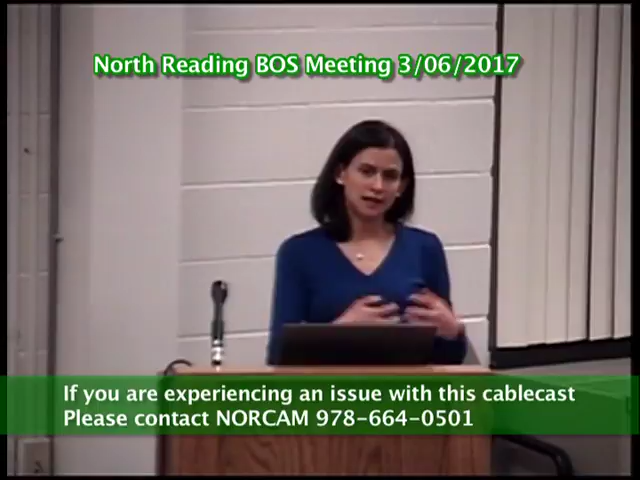 North Reading BOS Meeting 3/06/2017
If you are experiencing an issue with this cablecast
Please contact NORCAM 978-664-0501